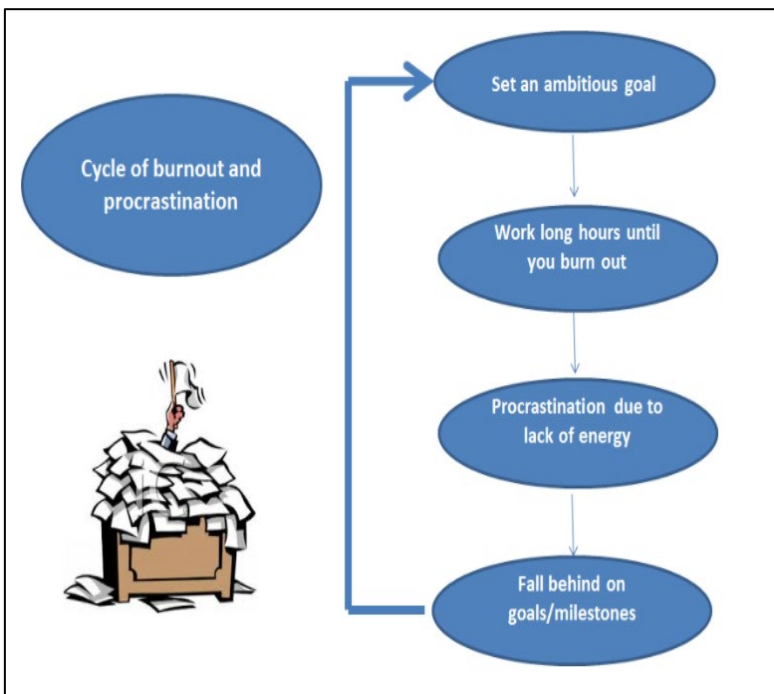 Cycle of burnout and
procrastination
Set an ambitious goal
Work long hours until
you burn out
Procrastination due to
lack of energy
Fall behind on
goals/milestones